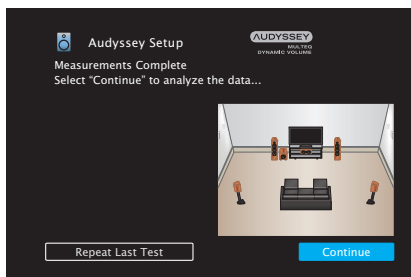 Audyssey Setup
AUDYSSEY
MULTEQ
DYNAMIC VOLUME
Measurements Complete
Select “Continue” to analyze the data...
Repeat Last Test
Continue